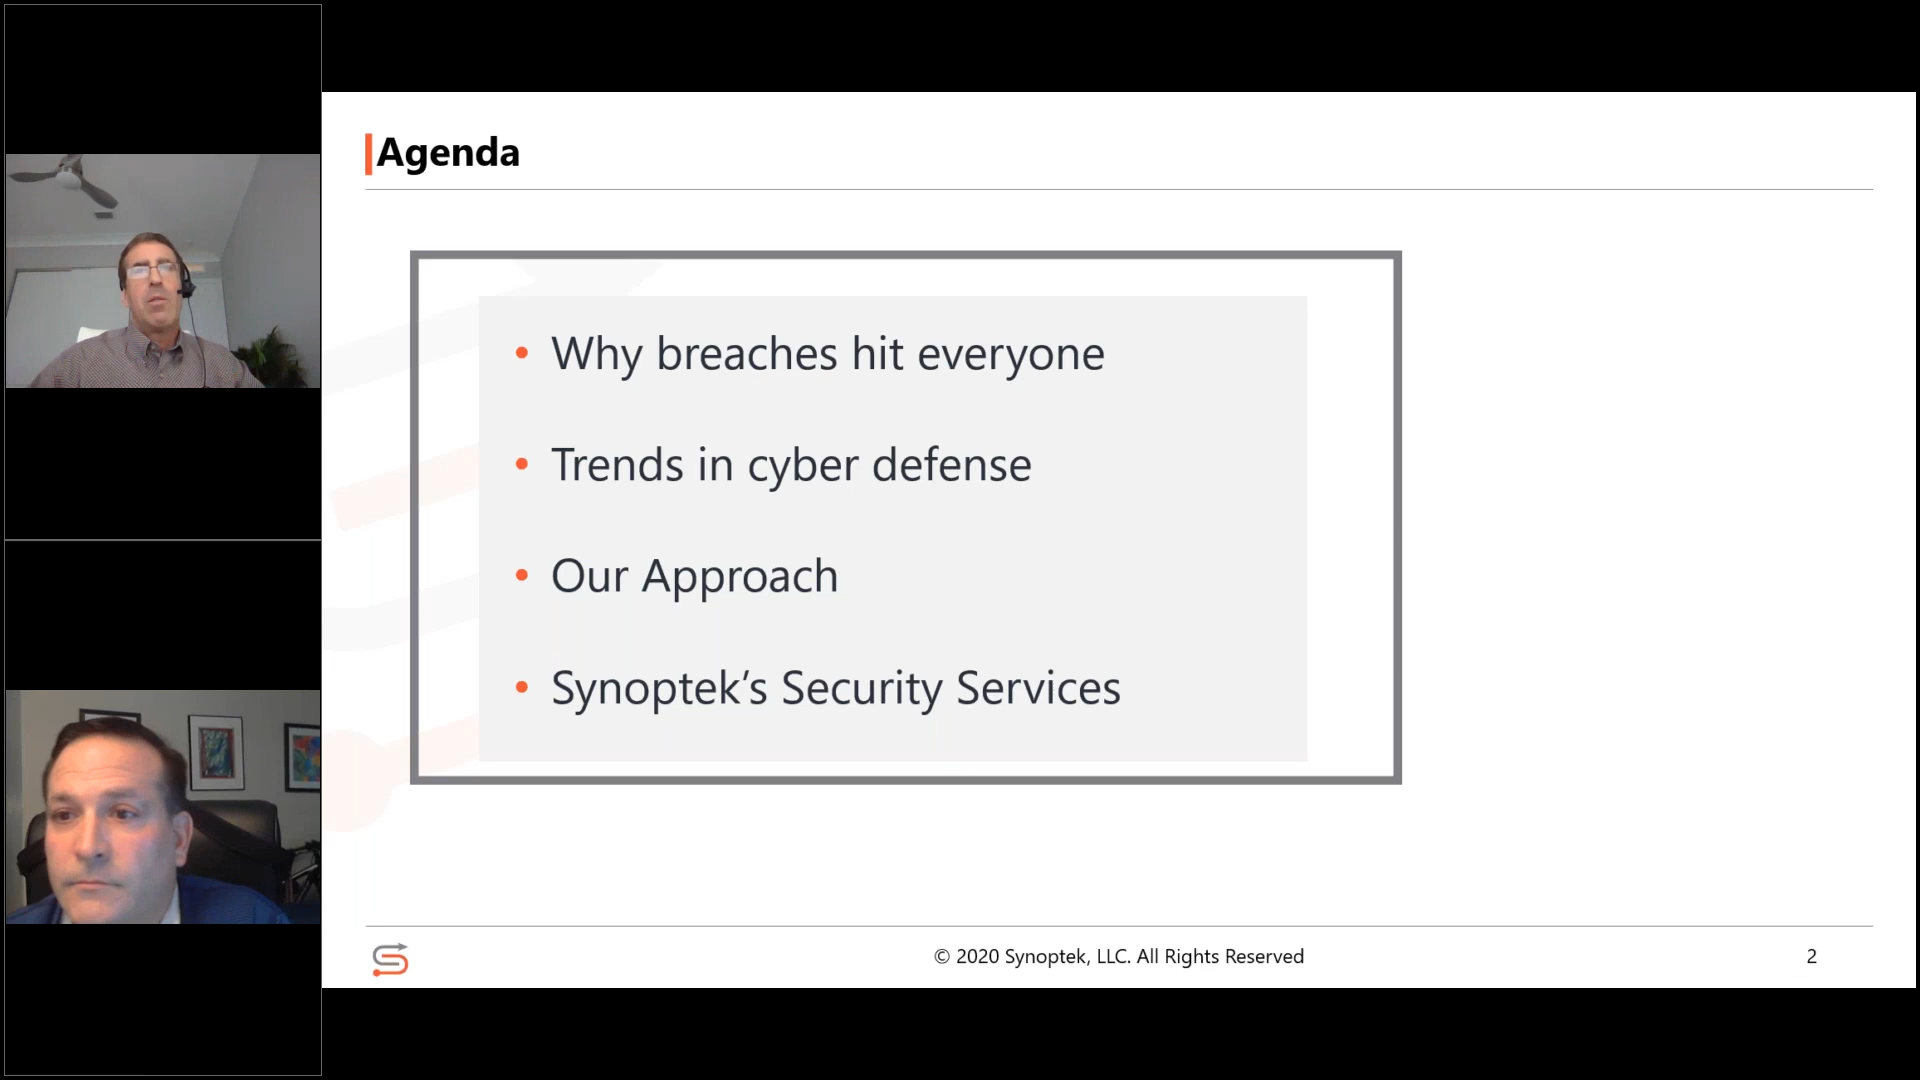 Agenda
• Why breaches hit everyone
• Trends in cyber defense
• Our Approach
• Synoptek’s Security Services
© 2020 Synoptek, LLC. All Rights Reserved
2